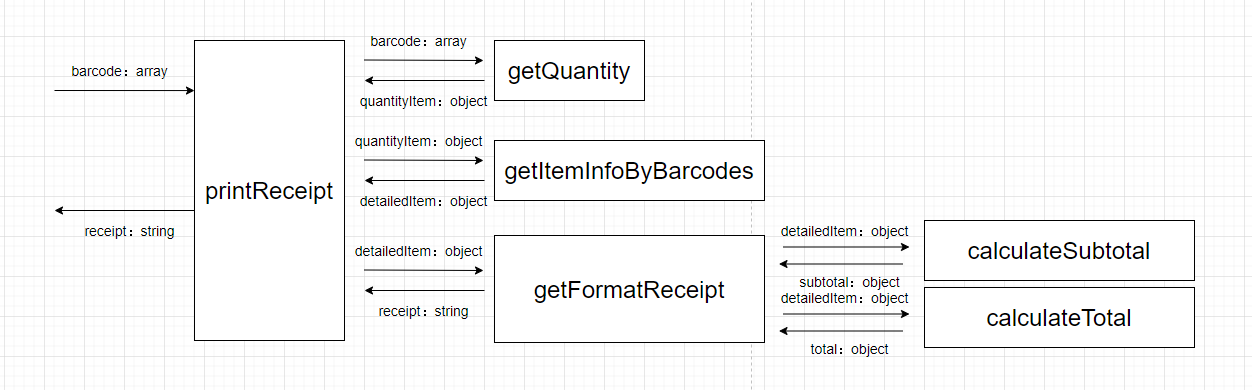 barcode：array
printReceipt
receipt：string
barcode：array
getQuantity
quantityItem：object
quantityItem：object
getItemInfoByBarcodes
detailedItem：object
detailedItem：object
getFormatReceipt
receipt：string
detailedItem：object
calculateSubtotal
subtotal：object
detailedItem：object
calculateTotal
total：object